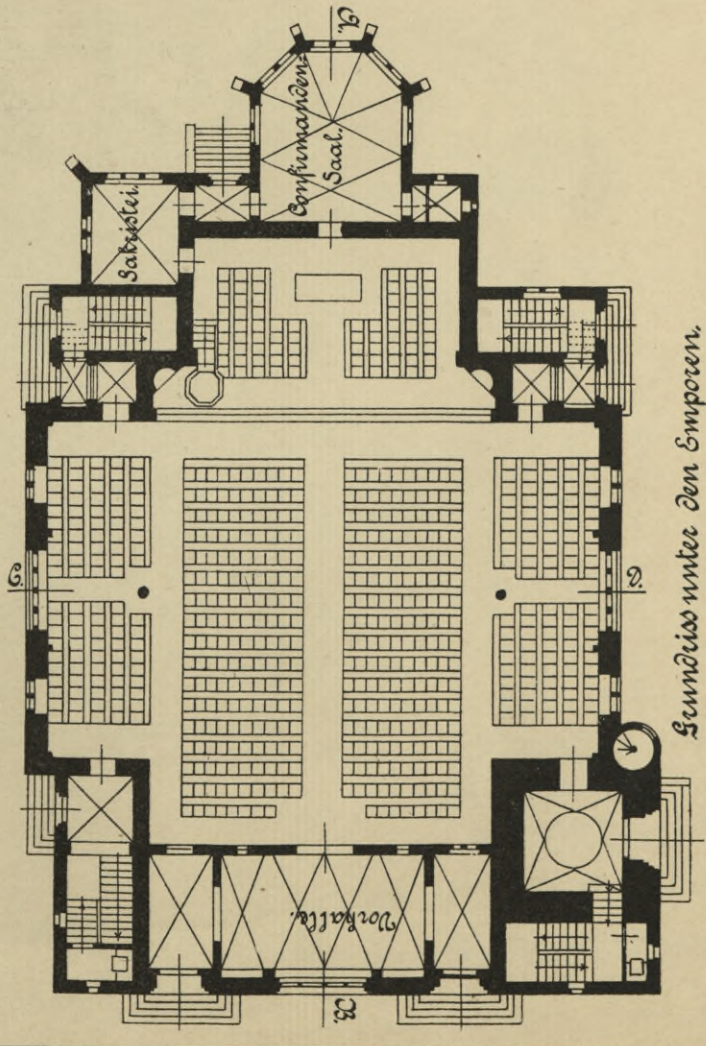 A.
Confirmanden-
Saal.
Sakristei.
Vorhalle.
B.
Grundriss unter den Emporen.